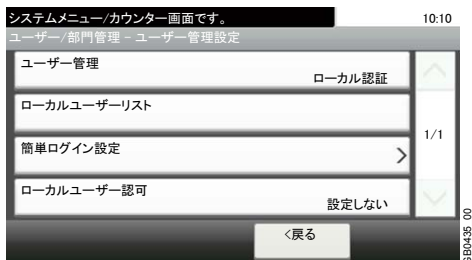 システムメニュー/カウンター画面です。
10:10
ユーザー/部門管理 - ユーザー管理設定
ユーザー管理
ローカル認証
ローカルユーザーリスト
1/1
簡単ログイン設定
ローカルユーザー認可
設定しない
<戻る
GB0435 00